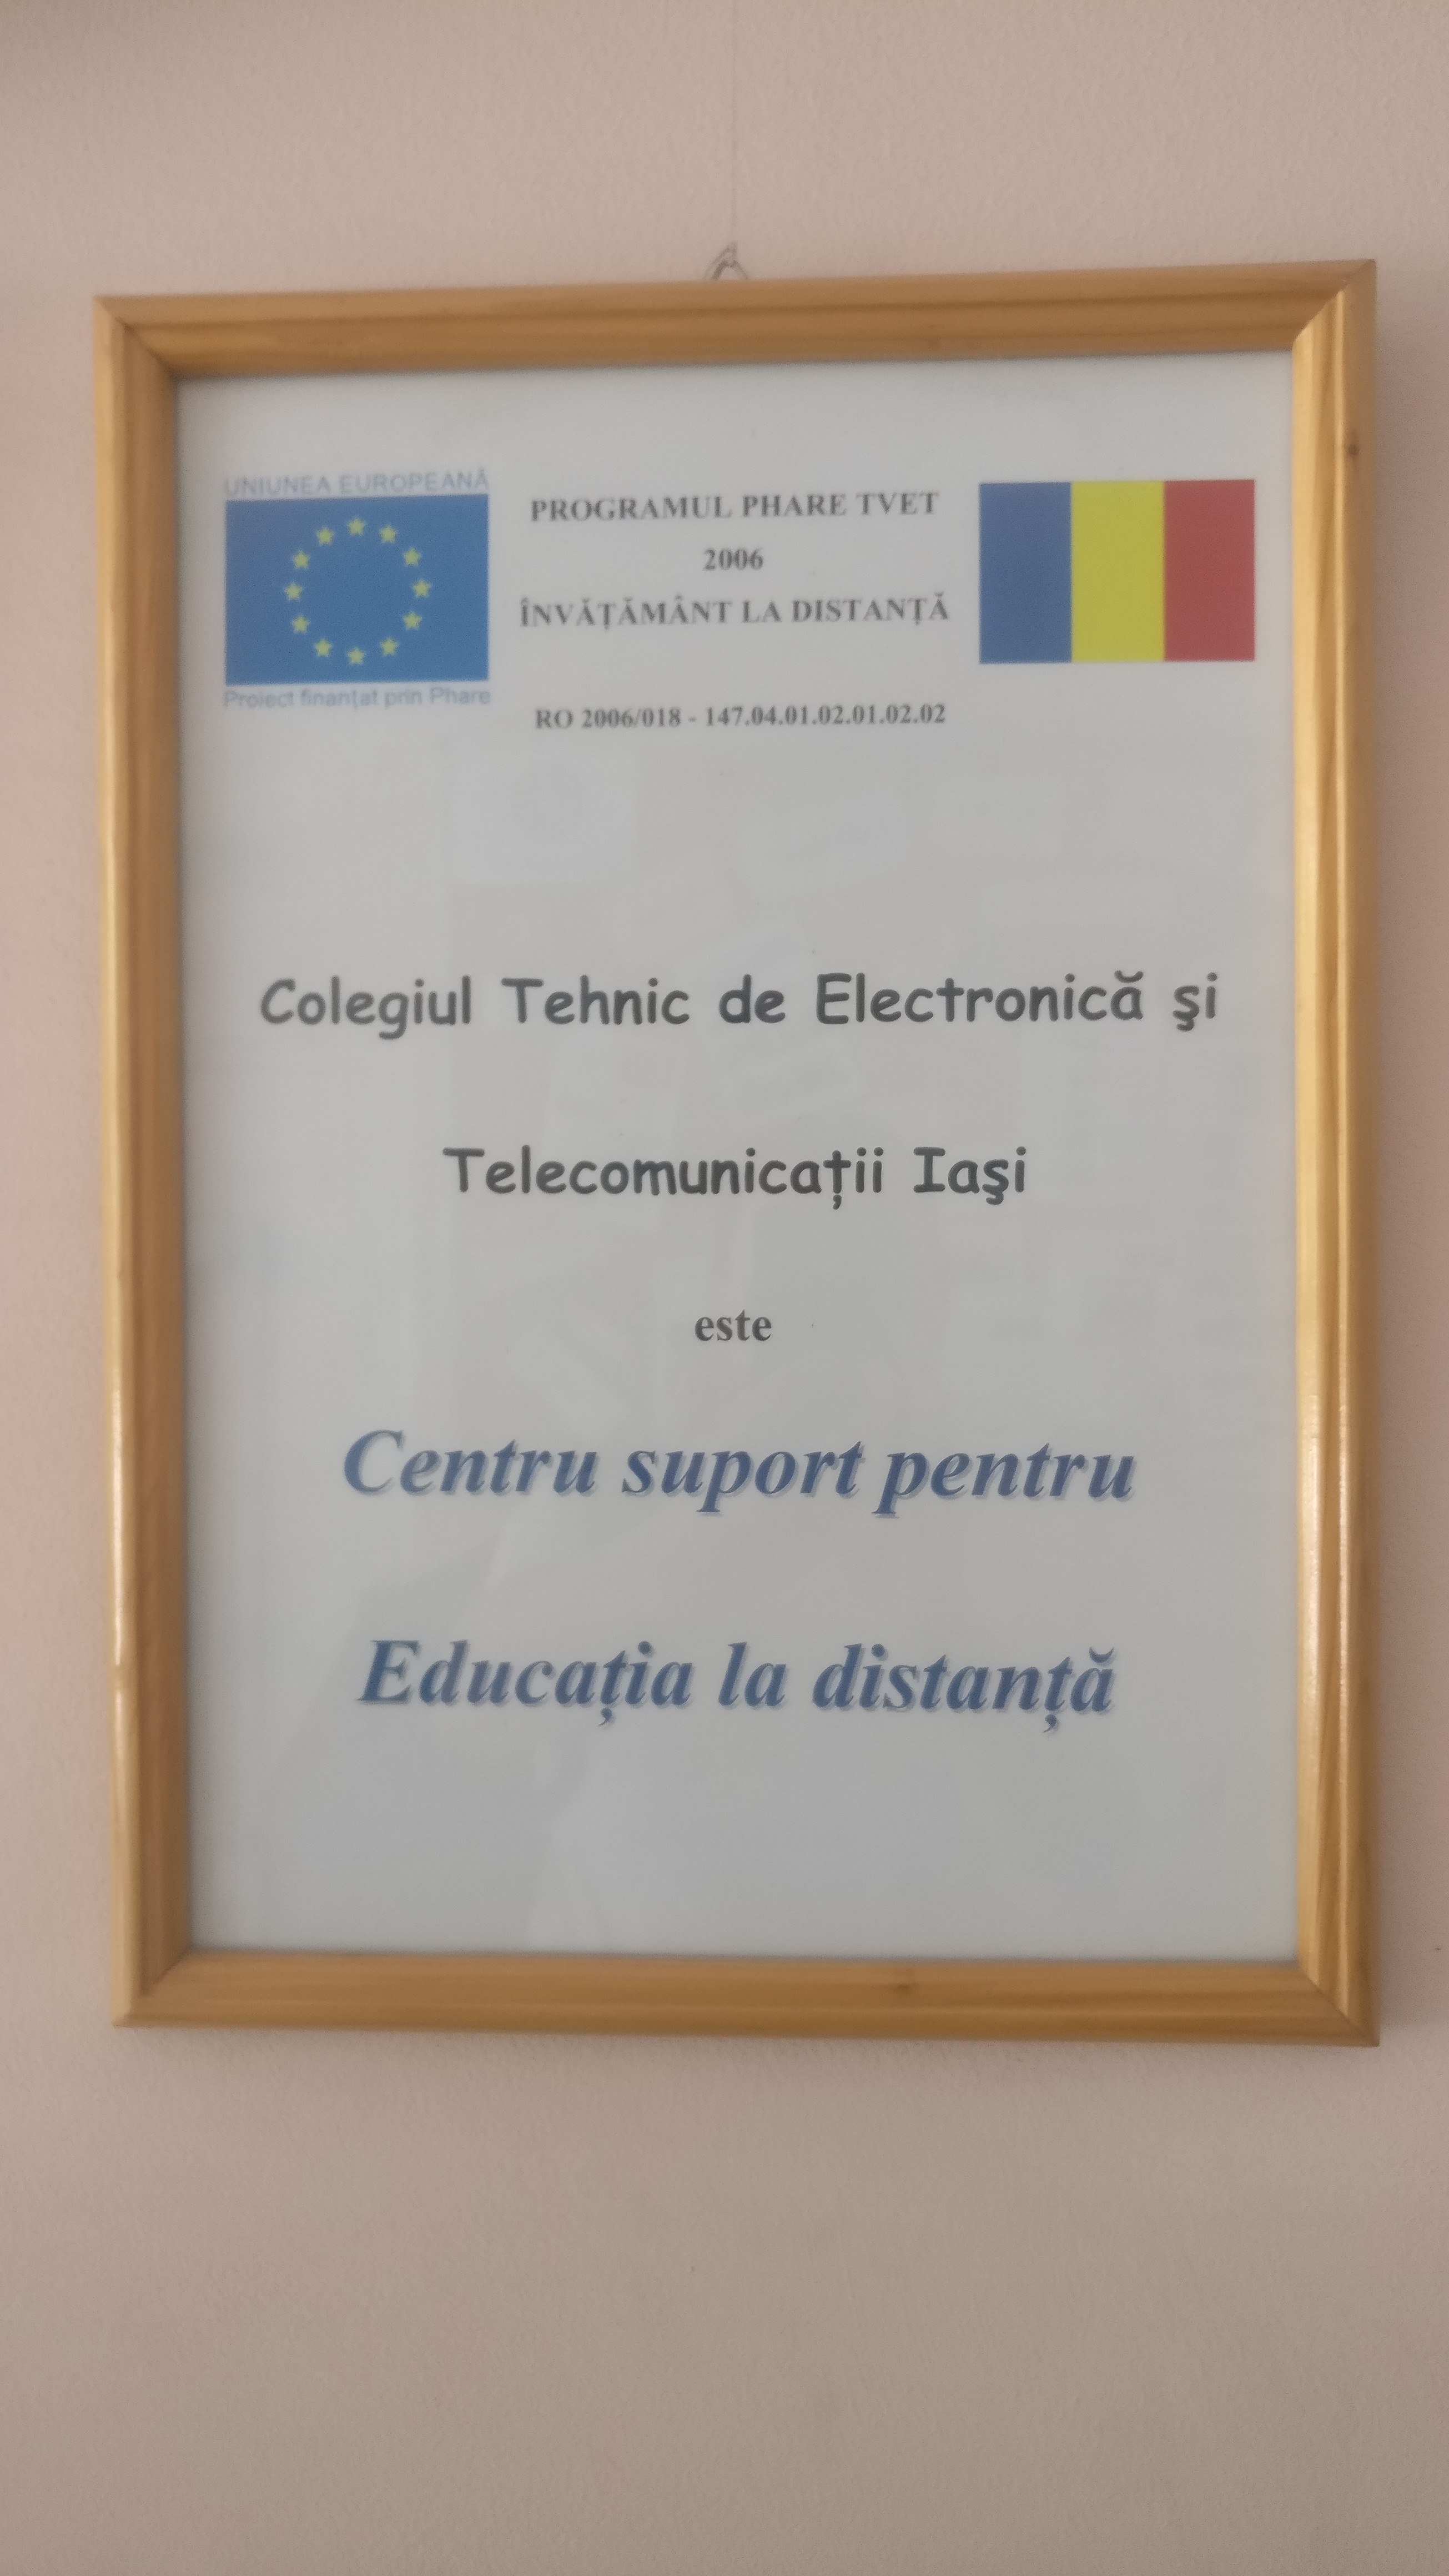 UNIUNEA EUROPEANĂ
PROGRAMUL PHARE TVET
2006
ÎNVĂȚĂMÂNT LA DISTANȚĂ
Proiect finanțat prin Phare
RO 2006/018 - 147.04.01.02.01.02.02
Colegiul Tehnic de Electronică şi
Telecomunicații Iaşi
este
Centru suport pentru
Educația la distanță